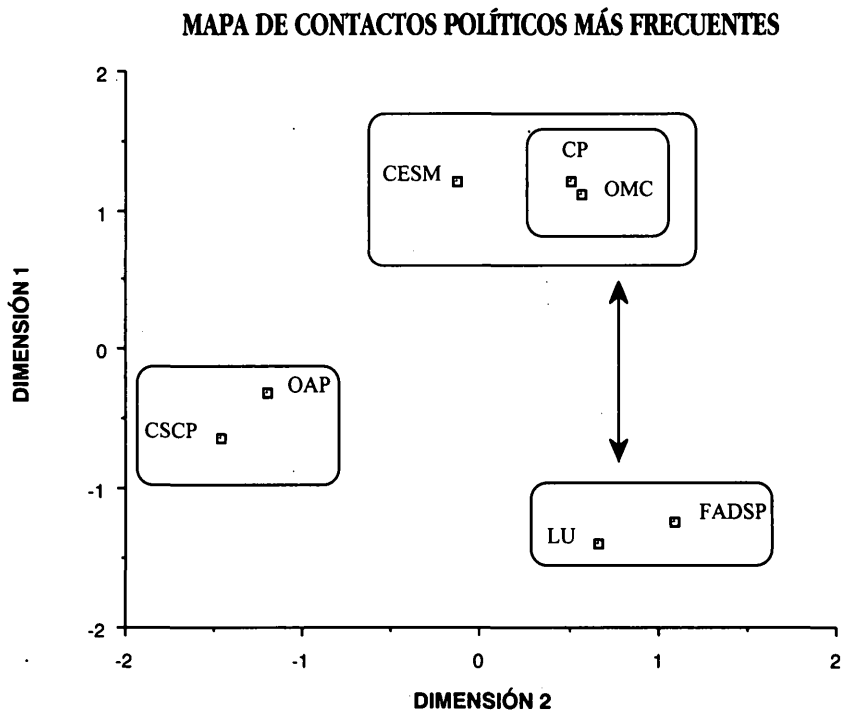 MAPA DE CONTACTOS POLÍTICOS MÁS FRECUENTES
2
CP
CESM
OMC
1
DIMENSIÓN 1
0
OAP
CSCP
-1
FADSP
LU
-2
-2 -1 0 1 2
DIMENSIÓN 2